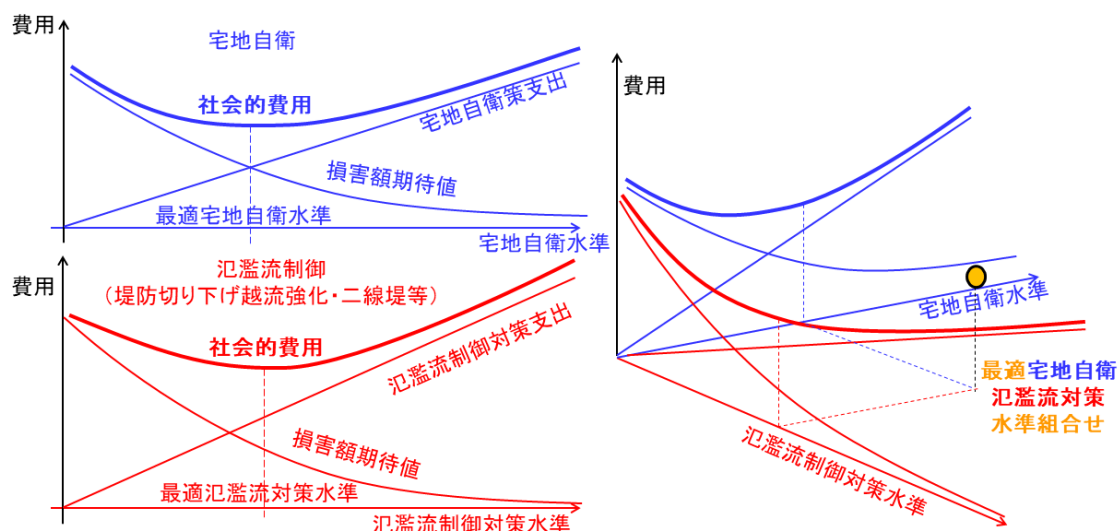 費用
宅地自衛
社会的費用
宅地自衛策支出
損害額期待値
最適宅地自衛水準
宅地自衛水準
費用
氾濫流制御
（堤防切り下げ越流強化・二線堤等）
社会的費用
氾濫流制御対策支出
損害額期待値
最適氾濫流対策水準
氾濫流制御対策水準
費用
宅地自衛水準
最適宅地自衛
氾濫流対策
水準組合せ
氾濫流制御対策水準